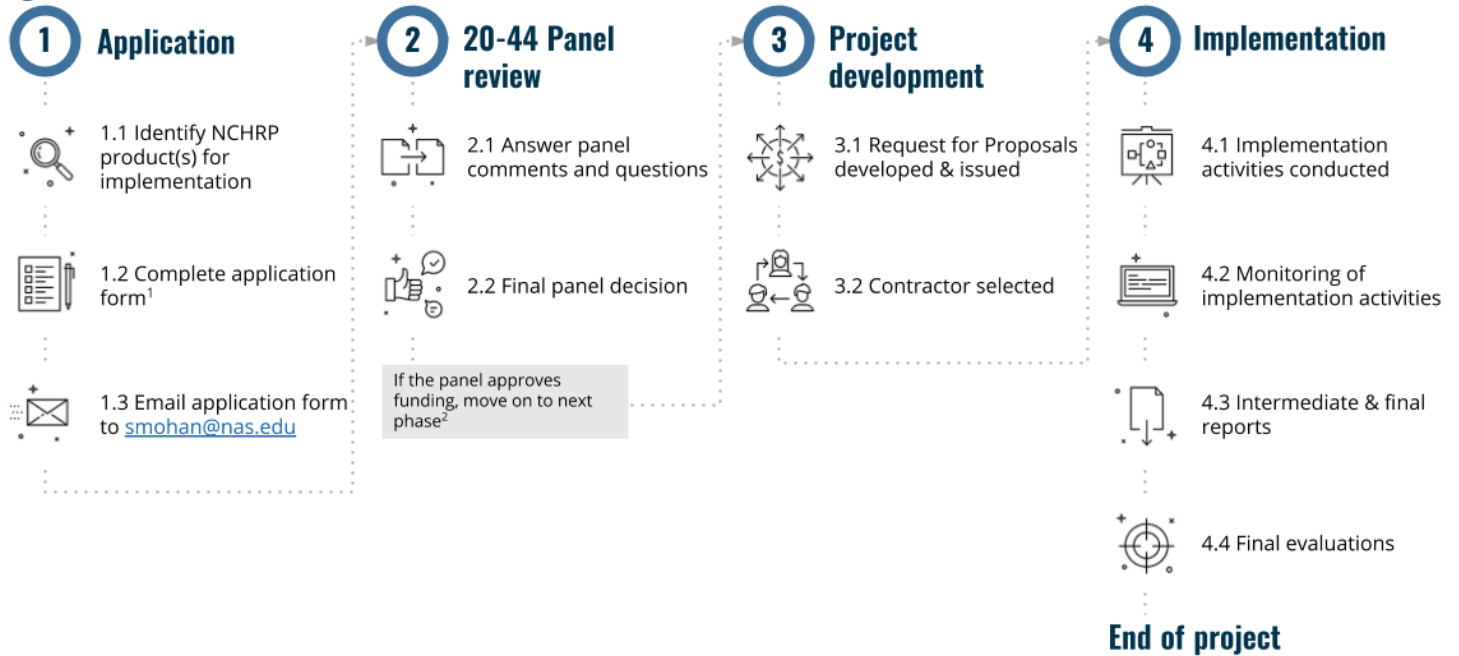 1 Application
1.1 Identify NCHRP
product(s) for
implementation
1.2 Complete application
form¹
1.3 Email application form
to smohan@nas.edu
2 20-44 Panel
review
2.1 Answer panel
comments and questions
2.2 Final panel decision
If the panel approves
funding, move on to next
phase²
3 Project
development
3.1 Request for Proposals
developed & issued
3.2 Contractor selected
4 Implementation
4.1 Implementation
activities conducted
4.2 Monitoring of
implementation activities
4.3 Intermediate & final
reports
4.4 Final evaluations
End of project